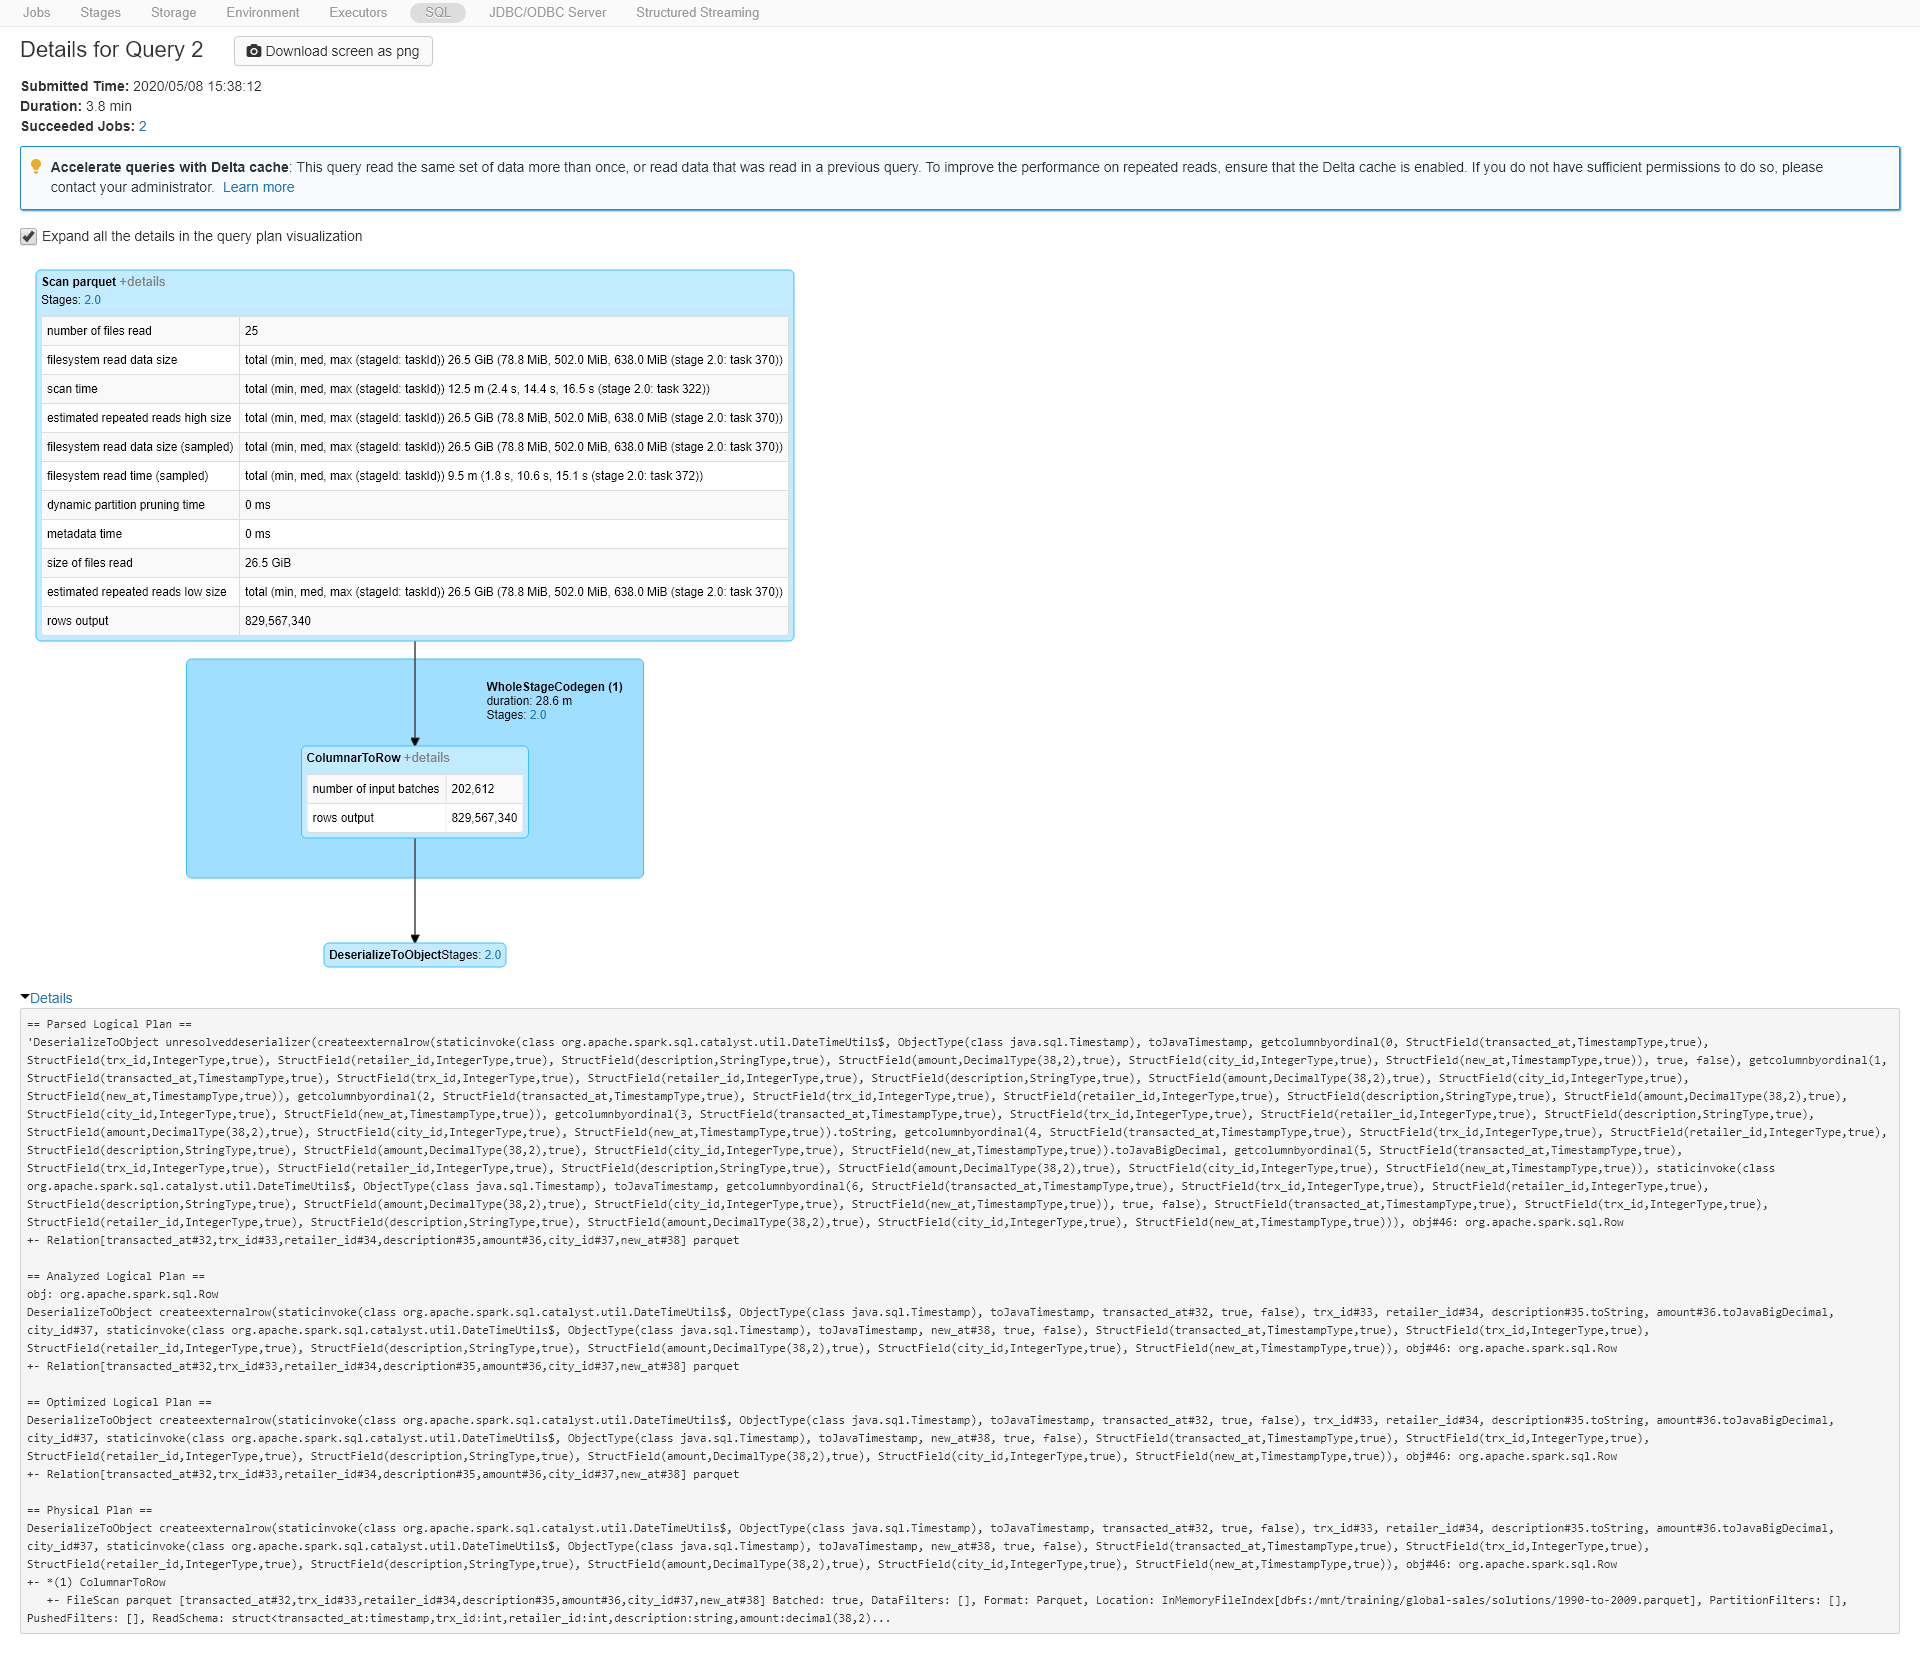 Jobs Stages Storage Environment Executors SQL JDBC/ODBC Server Structured Streaming
Details for Query 2 Download screen as png
Submitted Time: 2020/05/08 15:38:12
Duration: 3.8 min
Succeeded Jobs: 2
Accelerate queries with Delta cache: This query read the same set of data more than once, or read data that was read in a previous query. To improve the performance on repeated reads, ensure that the Delta cache is enabled. If you do not have sufficient permissions to do so, please
contact your administrator. Learn more
Expand all the details in the query plan visualization
Scan parquet +details
Stages: 2.0
number of files read 25
filesystem read data size total (min, med, max (stageId: taskId)) 26.5 GiB (78.8 MiB, 502.0 MiB, 638.0 MiB (stage 2.0: task 370))
scan time total (min, med, max (stageId: taskId)) 12.5 m (2.4 s, 14.4 s, 16.5 s (stage 2.0: task 322))
estimated repeated reads high size total (min, med, max (stageId: taskId)) 26.5 GiB (78.8 MiB, 502.0 MiB, 638.0 MiB (stage 2.0: task 370))
filesystem read data size (sampled) total (min, med, max (stageId: taskId)) 26.5 GiB (78.8 MiB, 502.0 MiB, 638.0 MiB (stage 2.0: task 370))
filesystem read time (sampled) total (min, med, max (stageId: taskId)) 9.5 m (1.8 s, 10.6 s, 15.1 s (stage 2.0: task 372))
dynamic partition pruning time 0 ms
metadata time 0 ms
size of files read 26.5 GiB
estimated repeated reads low size total (min, med, max (stageId: taskId)) 26.5 GiB (78.8 MiB, 502.0 MiB, 638.0 MiB (stage 2.0: task 370))
rows output 829,567,340
WholeStageCodegen (1)
duration: 28.6 m
Stages: 2.0
ColumnarToRow +details
number of input batches 202,612
rows output 829,567,340
DeserializeToObjectStages: 2.0
Details
== Parsed Logical Plan ==
'DeserializeToObject unresolveddeserializer(createexternalrow(staticinvoke(class org.apache.spark.sql.catalyst.util.DateTimeUtils$, ObjectType(class java.sql.Timestamp), toJavaTimestamp, getcolumnbyordinal(0, StructField(transacted_at,TimestampType,true),
StructField(trx_id,IntegerType,true), StructField(retailer_id,IntegerType,true), StructField(description,StringType,true), StructField(amount,DecimalType(38,2),true), StructField(city_id,IntegerType,true), StructField(new_at,TimestampType,true)), true, false), getcolumnbyordinal(1,
StructField(transacted_at,TimestampType,true), StructField(trx_id,IntegerType,true), StructField(retailer_id,IntegerType,true), StructField(description,StringType,true), StructField(amount,DecimalType(38,2),true), StructField(city_id,IntegerType,true),
StructField(new_at,TimestampType,true)), getcolumnbyordinal(2, StructField(transacted_at,TimestampType,true), StructField(trx_id,IntegerType,true), StructField(retailer_id,IntegerType,true), StructField(description,StringType,true), StructField(amount,DecimalType(38,2),true),
StructField(city_id,IntegerType,true), StructField(new_at,TimestampType,true)), getcolumnbyordinal(3, StructField(transacted_at,TimestampType,true), StructField(trx_id,IntegerType,true), StructField(retailer_id,IntegerType,true), StructField(description,StringType,true),
StructField(amount,DecimalType(38,2),true), StructField(city_id,IntegerType,true), StructField(new_at,TimestampType,true)).toString, getcolumnbyordinal(4, StructField(transacted_at,TimestampType,true), StructField(trx_id,IntegerType,true), StructField(retailer_id,IntegerType,true),
StructField(description,StringType,true), StructField(amount,DecimalType(38,2),true), StructField(city_id,IntegerType,true), StructField(new_at,TimestampType,true)).toJavaBigDecimal, getcolumnbyordinal(5, StructField(transacted_at,TimestampType,true),
StructField(trx_id,IntegerType,true), StructField(retailer_id,IntegerType,true), StructField(description,StringType,true), StructField(amount,DecimalType(38,2),true), StructField(city_id,IntegerType,true), StructField(new_at,TimestampType,true)), staticinvoke(class
org.apache.spark.sql.catalyst.util.DateTimeUtils$, ObjectType(class java.sql.Timestamp), toJavaTimestamp, getcolumnbyordinal(6, StructField(transacted_at,TimestampType,true), StructField(trx_id,IntegerType,true), StructField(retailer_id,IntegerType,true),
StructField(description,StringType,true), StructField(amount,DecimalType(38,2),true), StructField(city_id,IntegerType,true), StructField(new_at,TimestampType,true)), true, false), StructField(transacted_at,TimestampType,true), StructField(trx_id,IntegerType,true),
StructField(retailer_id,IntegerType,true), StructField(description,StringType,true), StructField(amount,DecimalType(38,2),true), StructField(city_id,IntegerType,true), StructField(new_at,TimestampType,true))), obj#46: org.apache.spark.sql.Row
+- Relation[transacted_at#32,trx_id#33,retailer_id#34,description#35,amount#36,city_id#37,new_at#38] parquet
== Analyzed Logical Plan ==
obj: org.apache.spark.sql.Row
DeserializeToObject createexternalrow(staticinvoke(class org.apache.spark.sql.catalyst.util.DateTimeUtils$, ObjectType(class java.sql.Timestamp), toJavaTimestamp, transacted_at#32, true, false), trx_id#33, retailer_id#34, description#35.toString, amount#36.toJavaBigDecimal,
city_id#37, staticinvoke(class org.apache.spark.sql.catalyst.util.DateTimeUtils$, ObjectType(class java.sql.Timestamp), toJavaTimestamp, new_at#38, true, false), StructField(transacted_at,TimestampType,true), StructField(trx_id,IntegerType,true),
StructField(retailer_id,IntegerType,true), StructField(description,StringType,true), StructField(amount,DecimalType(38,2),true), StructField(city_id,IntegerType,true), StructField(new_at,TimestampType,true)), obj#46: org.apache.spark.sql.Row
+- Relation[transacted_at#32,trx_id#33,retailer_id#34,description#35,amount#36,city_id#37,new_at#38] parquet
== Optimized Logical Plan ==
DeserializeToObject createexternalrow(staticinvoke(class org.apache.spark.sql.catalyst.util.DateTimeUtils$, ObjectType(class java.sql.Timestamp), toJavaTimestamp, transacted_at#32, true, false), trx_id#33, retailer_id#34, description#35.toString, amount#36.toJavaBigDecimal,
city_id#37, staticinvoke(class org.apache.spark.sql.catalyst.util.DateTimeUtils$, ObjectType(class java.sql.Timestamp), toJavaTimestamp, new_at#38, true, false), StructField(transacted_at,TimestampType,true), StructField(trx_id,IntegerType,true),
StructField(retailer_id,IntegerType,true), StructField(description,StringType,true), StructField(amount,DecimalType(38,2),true), StructField(city_id,IntegerType,true), StructField(new_at,TimestampType,true)), obj#46: org.apache.spark.sql.Row
+- Relation[transacted_at#32,trx_id#33,retailer_id#34,description#35,amount#36,city_id#37,new_at#38] parquet
== Physical Plan ==
DeserializeToObject createexternalrow(staticinvoke(class org.apache.spark.sql.catalyst.util.DateTimeUtils$, ObjectType(class java.sql.Timestamp), toJavaTimestamp, transacted_at#32, true, false), trx_id#33, retailer_id#34, description#35.toString, amount#36.toJavaBigDecimal,
city_id#37, staticinvoke(class org.apache.spark.sql.catalyst.util.DateTimeUtils$, ObjectType(class java.sql.Timestamp), toJavaTimestamp, new_at#38, true, false), StructField(transacted_at,TimestampType,true), StructField(trx_id,IntegerType,true),
StructField(retailer_id,IntegerType,true), StructField(description,StringType,true), StructField(amount,DecimalType(38,2),true), StructField(city_id,IntegerType,true), StructField(new_at,TimestampType,true)), obj#46: org.apache.spark.sql.Row
+- *(1) ColumnarToRow
+- FileScan parquet [transacted_at#32,trx_id#33,retailer_id#34,description#35,amount#36,city_id#37,new_at#38] Batched: true, DataFilters: [], Format: Parquet, Location: InMemoryFileIndex[dbfs:/mnt/training/global-sales/solutions/1990-to-2009.parquet], PartitionFilters: [],
PushedFilters: [], ReadSchema: struct<transacted_at:timestamp,trx_id:int,retailer_id:int,description:string,amount:decimal(38,2)...